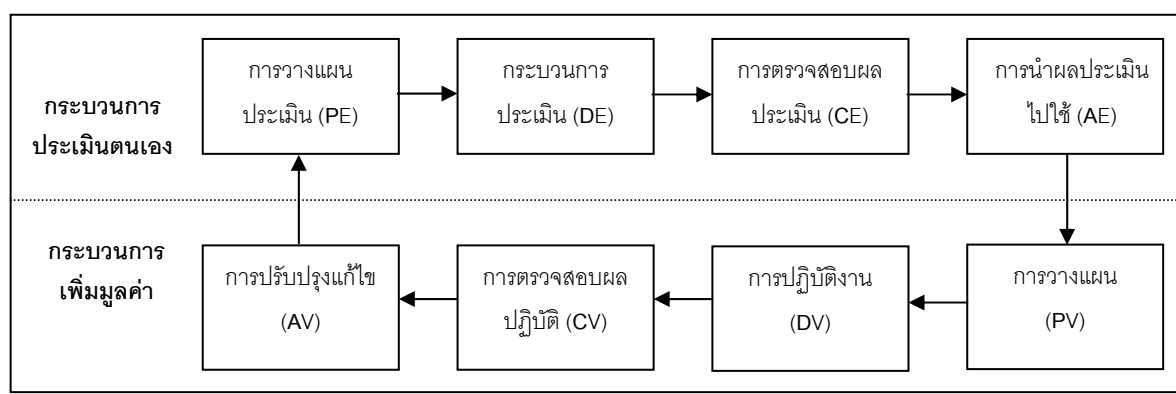 กระบวนการ
ประเมินตนเอง
การวางแผน
ประเมิน (PE)
กระบวนการ
ประเมิน (DE)
การตรวจสอบผล
ประเมิน (CE)
การนำผลประเมิน
ไปใช้ (AE)
กระบวนการ
เพิ่มมูลค่า
การปรับปรุงแก้ไข
(AV)
การตรวจสอบผล
ปฏิบัติ (CV)
การปฏิบัติงาน
(DV)
การวางแผน
(PV)